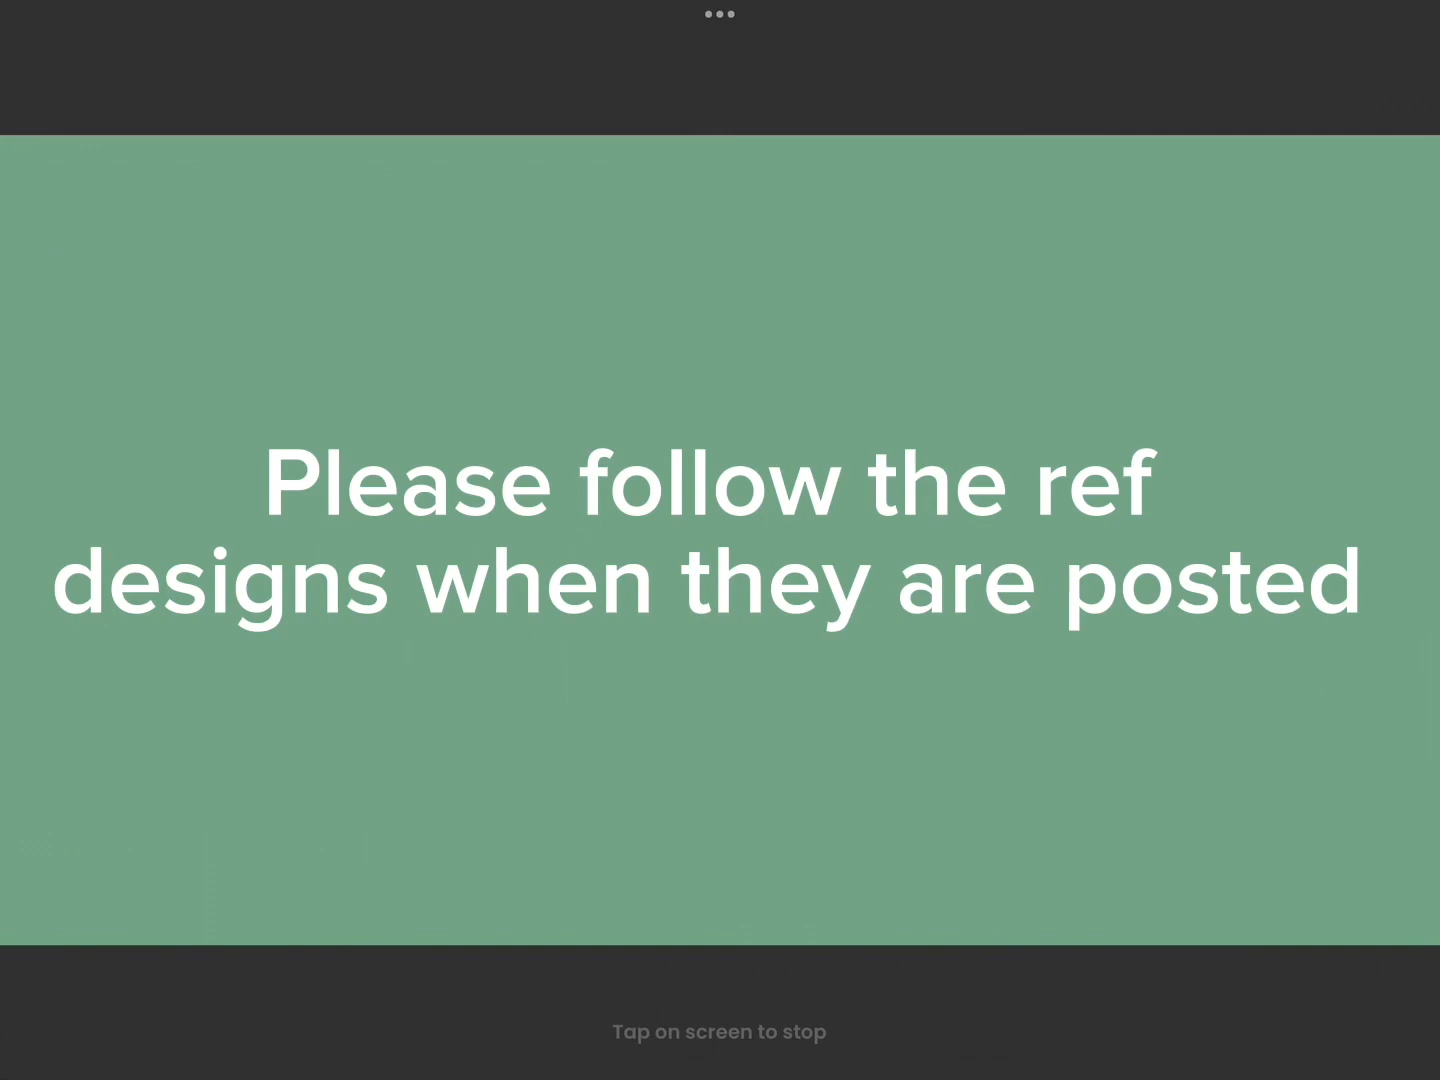 Please follow the ref
designs when they are posted
Tap on screen to stop